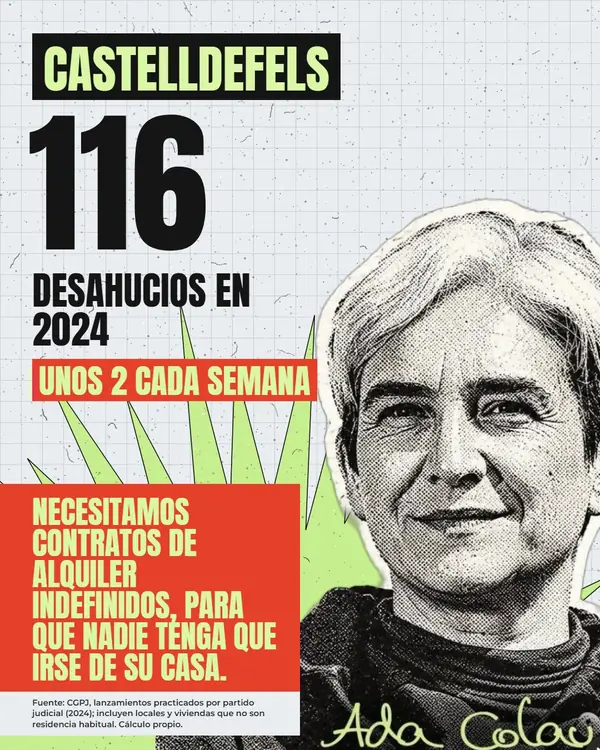 CASTELLDEFELS
116
DESAHUCIOS EN
2024
UNOS 2 CADA SEMANA
NECESITAMOS
CONTRATOS DE
ALQUILER
INDEFINIDOS, PARA
QUE NADIE TENGA QUE
IRSE DE SU CASA.
Fuente: CGPJ, lanzamientos practicados por partido
judicial (2024); incluyen locales y viviendas que no son
residencia habitual. Cálculo propio.
Ada Colau